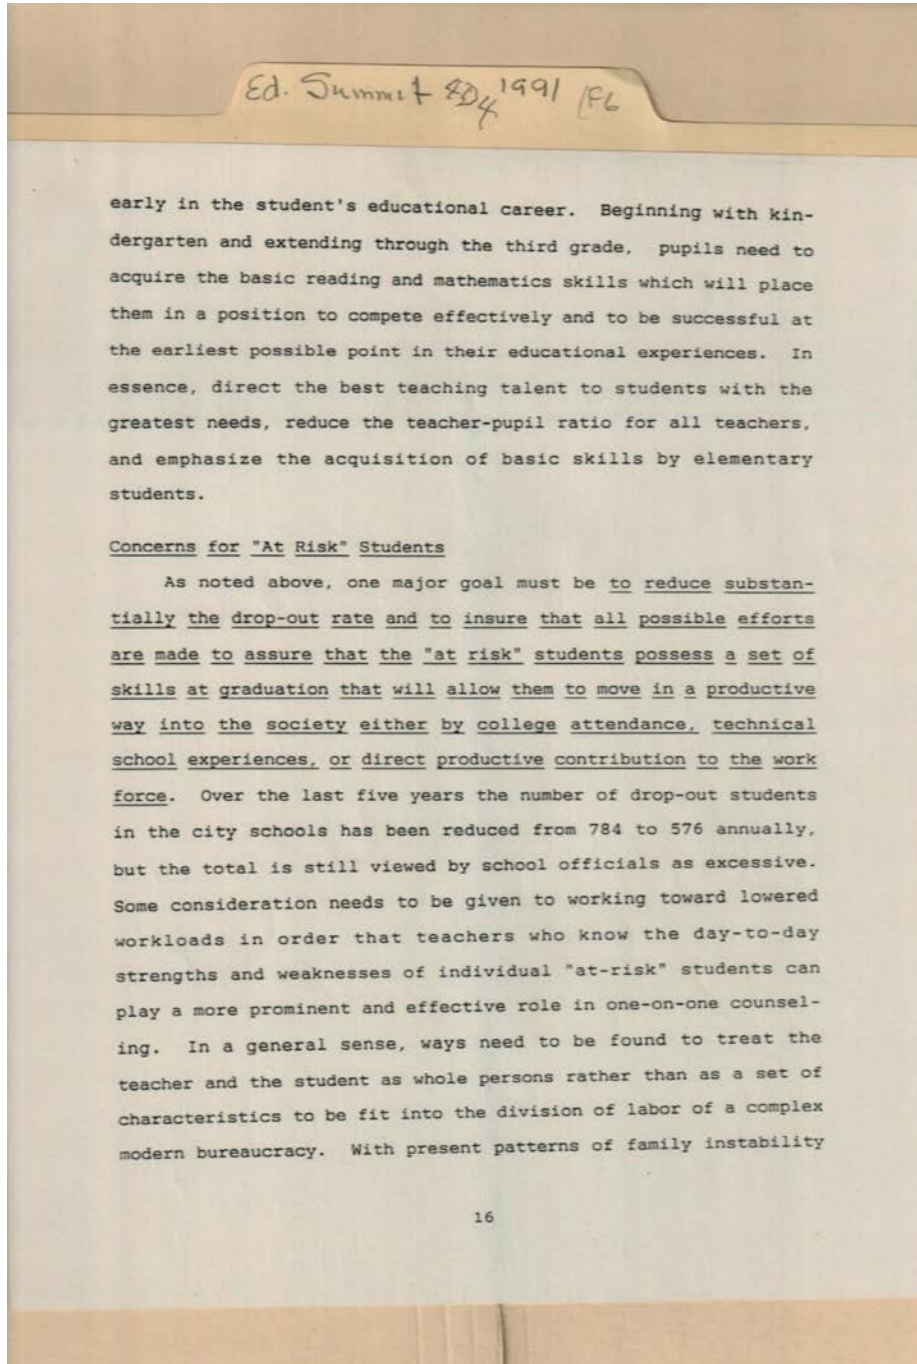 Ed. Summit 1991
early in the student's educational career. Beginning with kin-
dergarten and extending through the third grade, pupils need to
acquire the basic reading and mathematics skills which will place
them in a position to compete effectively and to be successful at
the earliest possible point in their educational experiences. In
essence, direct the best teaching talent to students with the
greatest needs, reduce the teacher-pupil ratio for all teachers,
and emphasize the acquisition of basic skills by elementary
students.
Concerns for "At Risk" Students
As noted above, one major goal must be to reduce substan-
tially the drop-out rate and to insure that all possible efforts
are made to assure that the "at risk" students possess a set of
skills at graduation that will allow them to move in a productive
way into the society either by college attendance, technical
school experiences, or direct productive contribution to the work
force. Over the last five years the number of drop-out students
in the city schools has been reduced from 784 to 576 annually,
but the total is still viewed by school officials as excessive.
Some consideration needs to be given to working toward lowered
workloads in order that teachers who know the day-to-day
strengths and weaknesses of individual "at-risk" students can
play a more prominent and effective role in one-on-one counsel-
ing. In a general sense, ways need to be found to treat the
teacher and the student as whole persons rather than as a set of
characteristics to be fit into the division of labor of a complex
modern bureaucracy. With present patterns of family instability
16